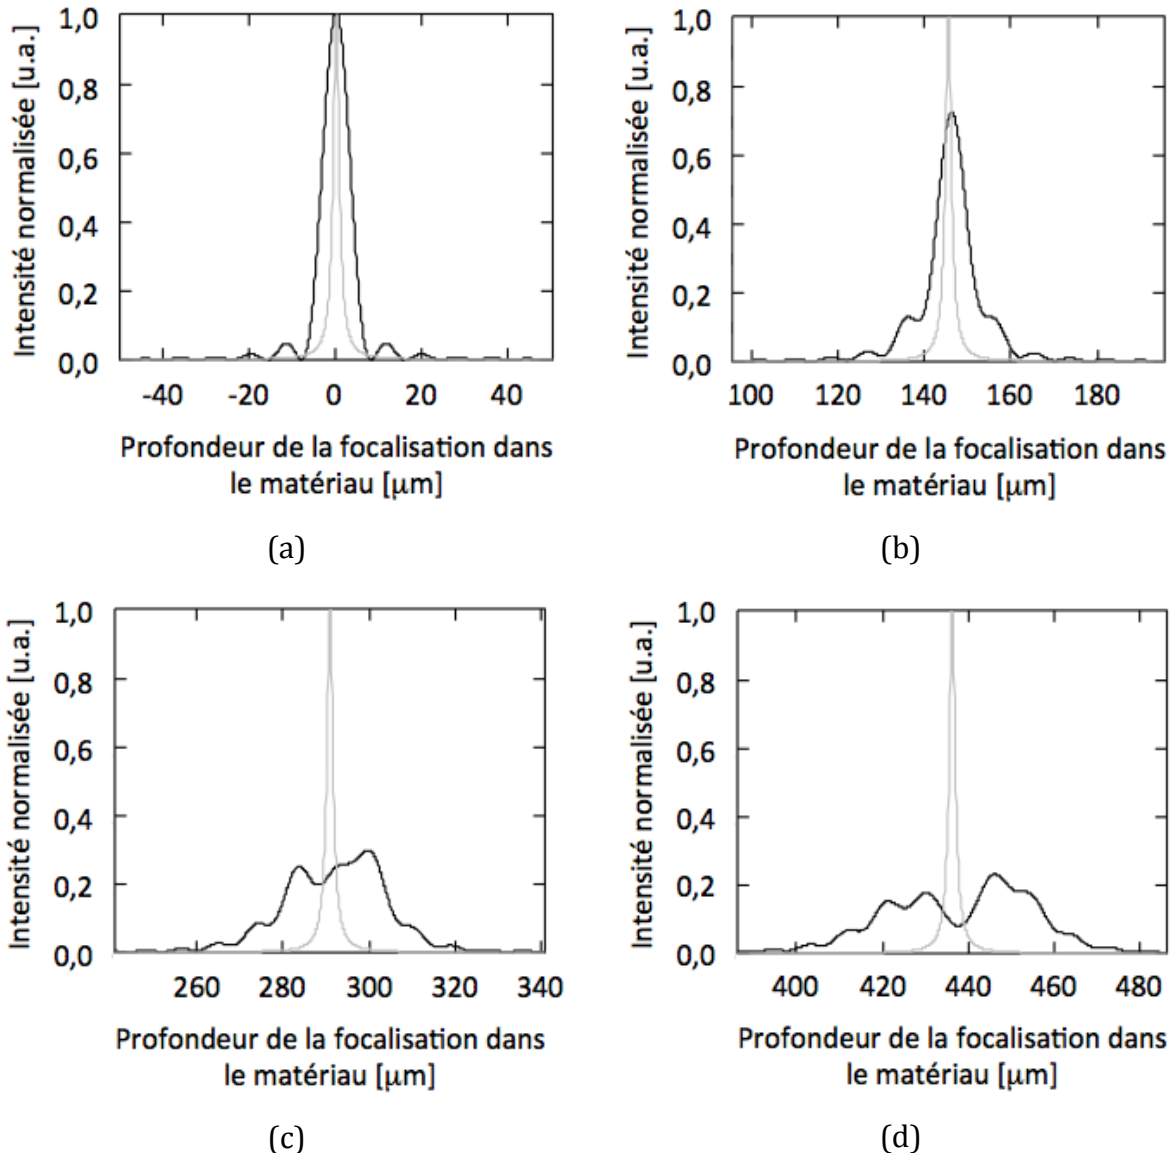 Intensité normalisée [u.a.]
1,0
0,8
0,6
0,4
0,2
0,0
-40 -20 0 20 40
Profondeur de la focalisation dans
le matériau [μm]
(a)
Intensité normalisée [u.a.]
1,0
0,8
0,6
0,4
0,2
0,0
100 120 140 160 180
Profondeur de la focalisation dans
le matériau [μm]
(b)
Intensité normalisée [u.a.]
1,0
0,8
0,6
0,4
0,2
0,0
260 280 300 320 340
Profondeur de la focalisation dans
le matériau [μm]
(c)
Intensité normalisée [u.a.]
1,0
0,8
0,6
0,4
0,2
0,0
400 420 440 460 480
Profondeur de la focalisation dans
le matériau [μm]
(d)